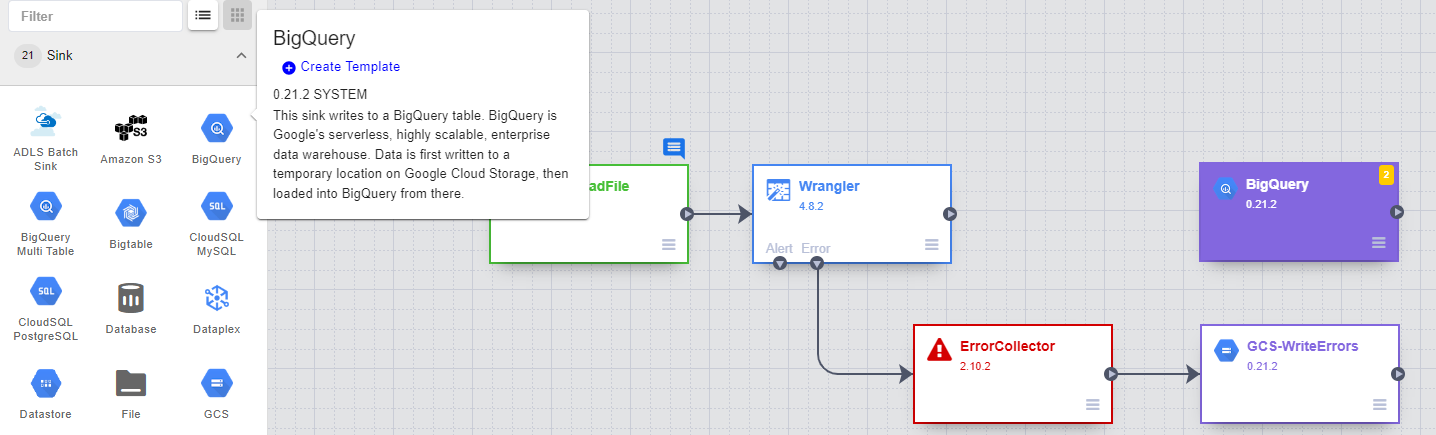 Filter
21 Sink
ADLS Batch
Sink
Amazon S3
BigQuery
BigQuery
Multi Table
Bigtable
SQL
CloudSQL
MySQL
SQL
CloudSQL
PostgreSQL
Database
Dataplex
Datastore
File
GCS
BigQuery
Create Template
0.21.2 SYSTEM
This sink writes to a BigQuery table. BigQuery is
Google's serverless, highly scalable, enterprise
data warehouse. Data is first written to a
temporary location on Google Cloud Storage, then
loaded into BigQuery from there.
adFile
Wrangler
4.8.2
Alert Error
BigQuery
0.21.2
2
ErrorCollector
2.10.2
GCS-WriteErrors
0.21.2